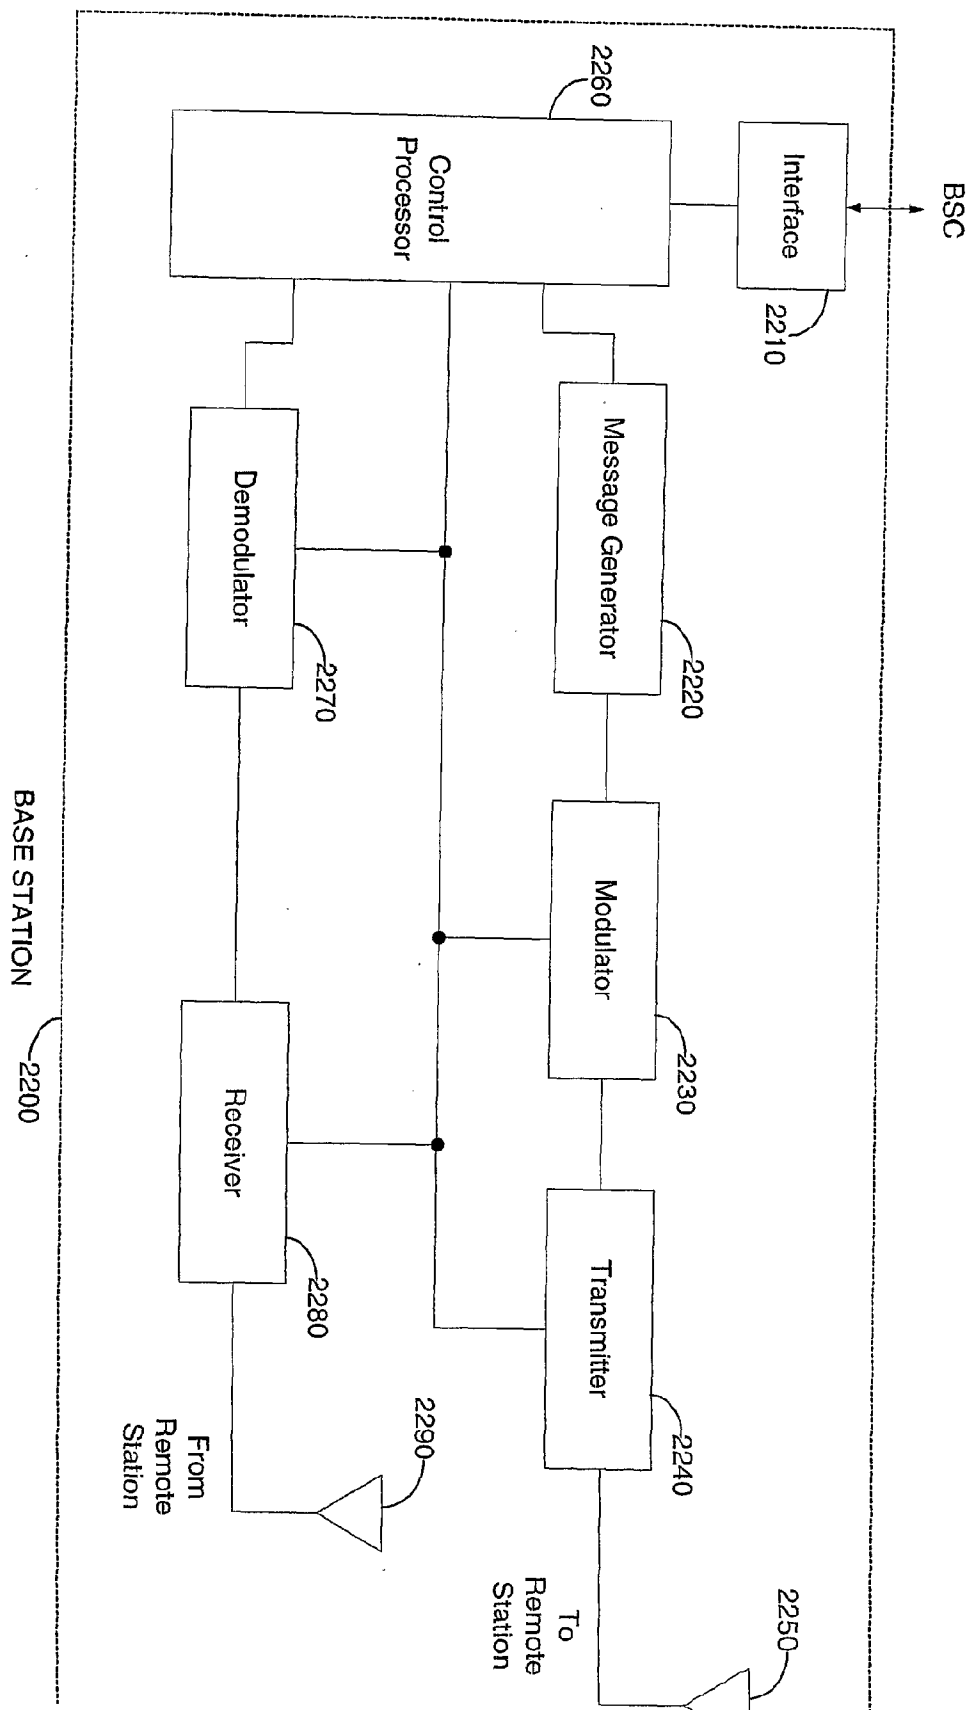 BSC
Interface
2210
2260
Control
Processor
Message Generator
2220
Modulator
2230
Transmitter
2240
2250
To
Remote
Station
Demodulator
2270
Receiver
2280
2290
From
Remote
Station
BASE STATION
2200